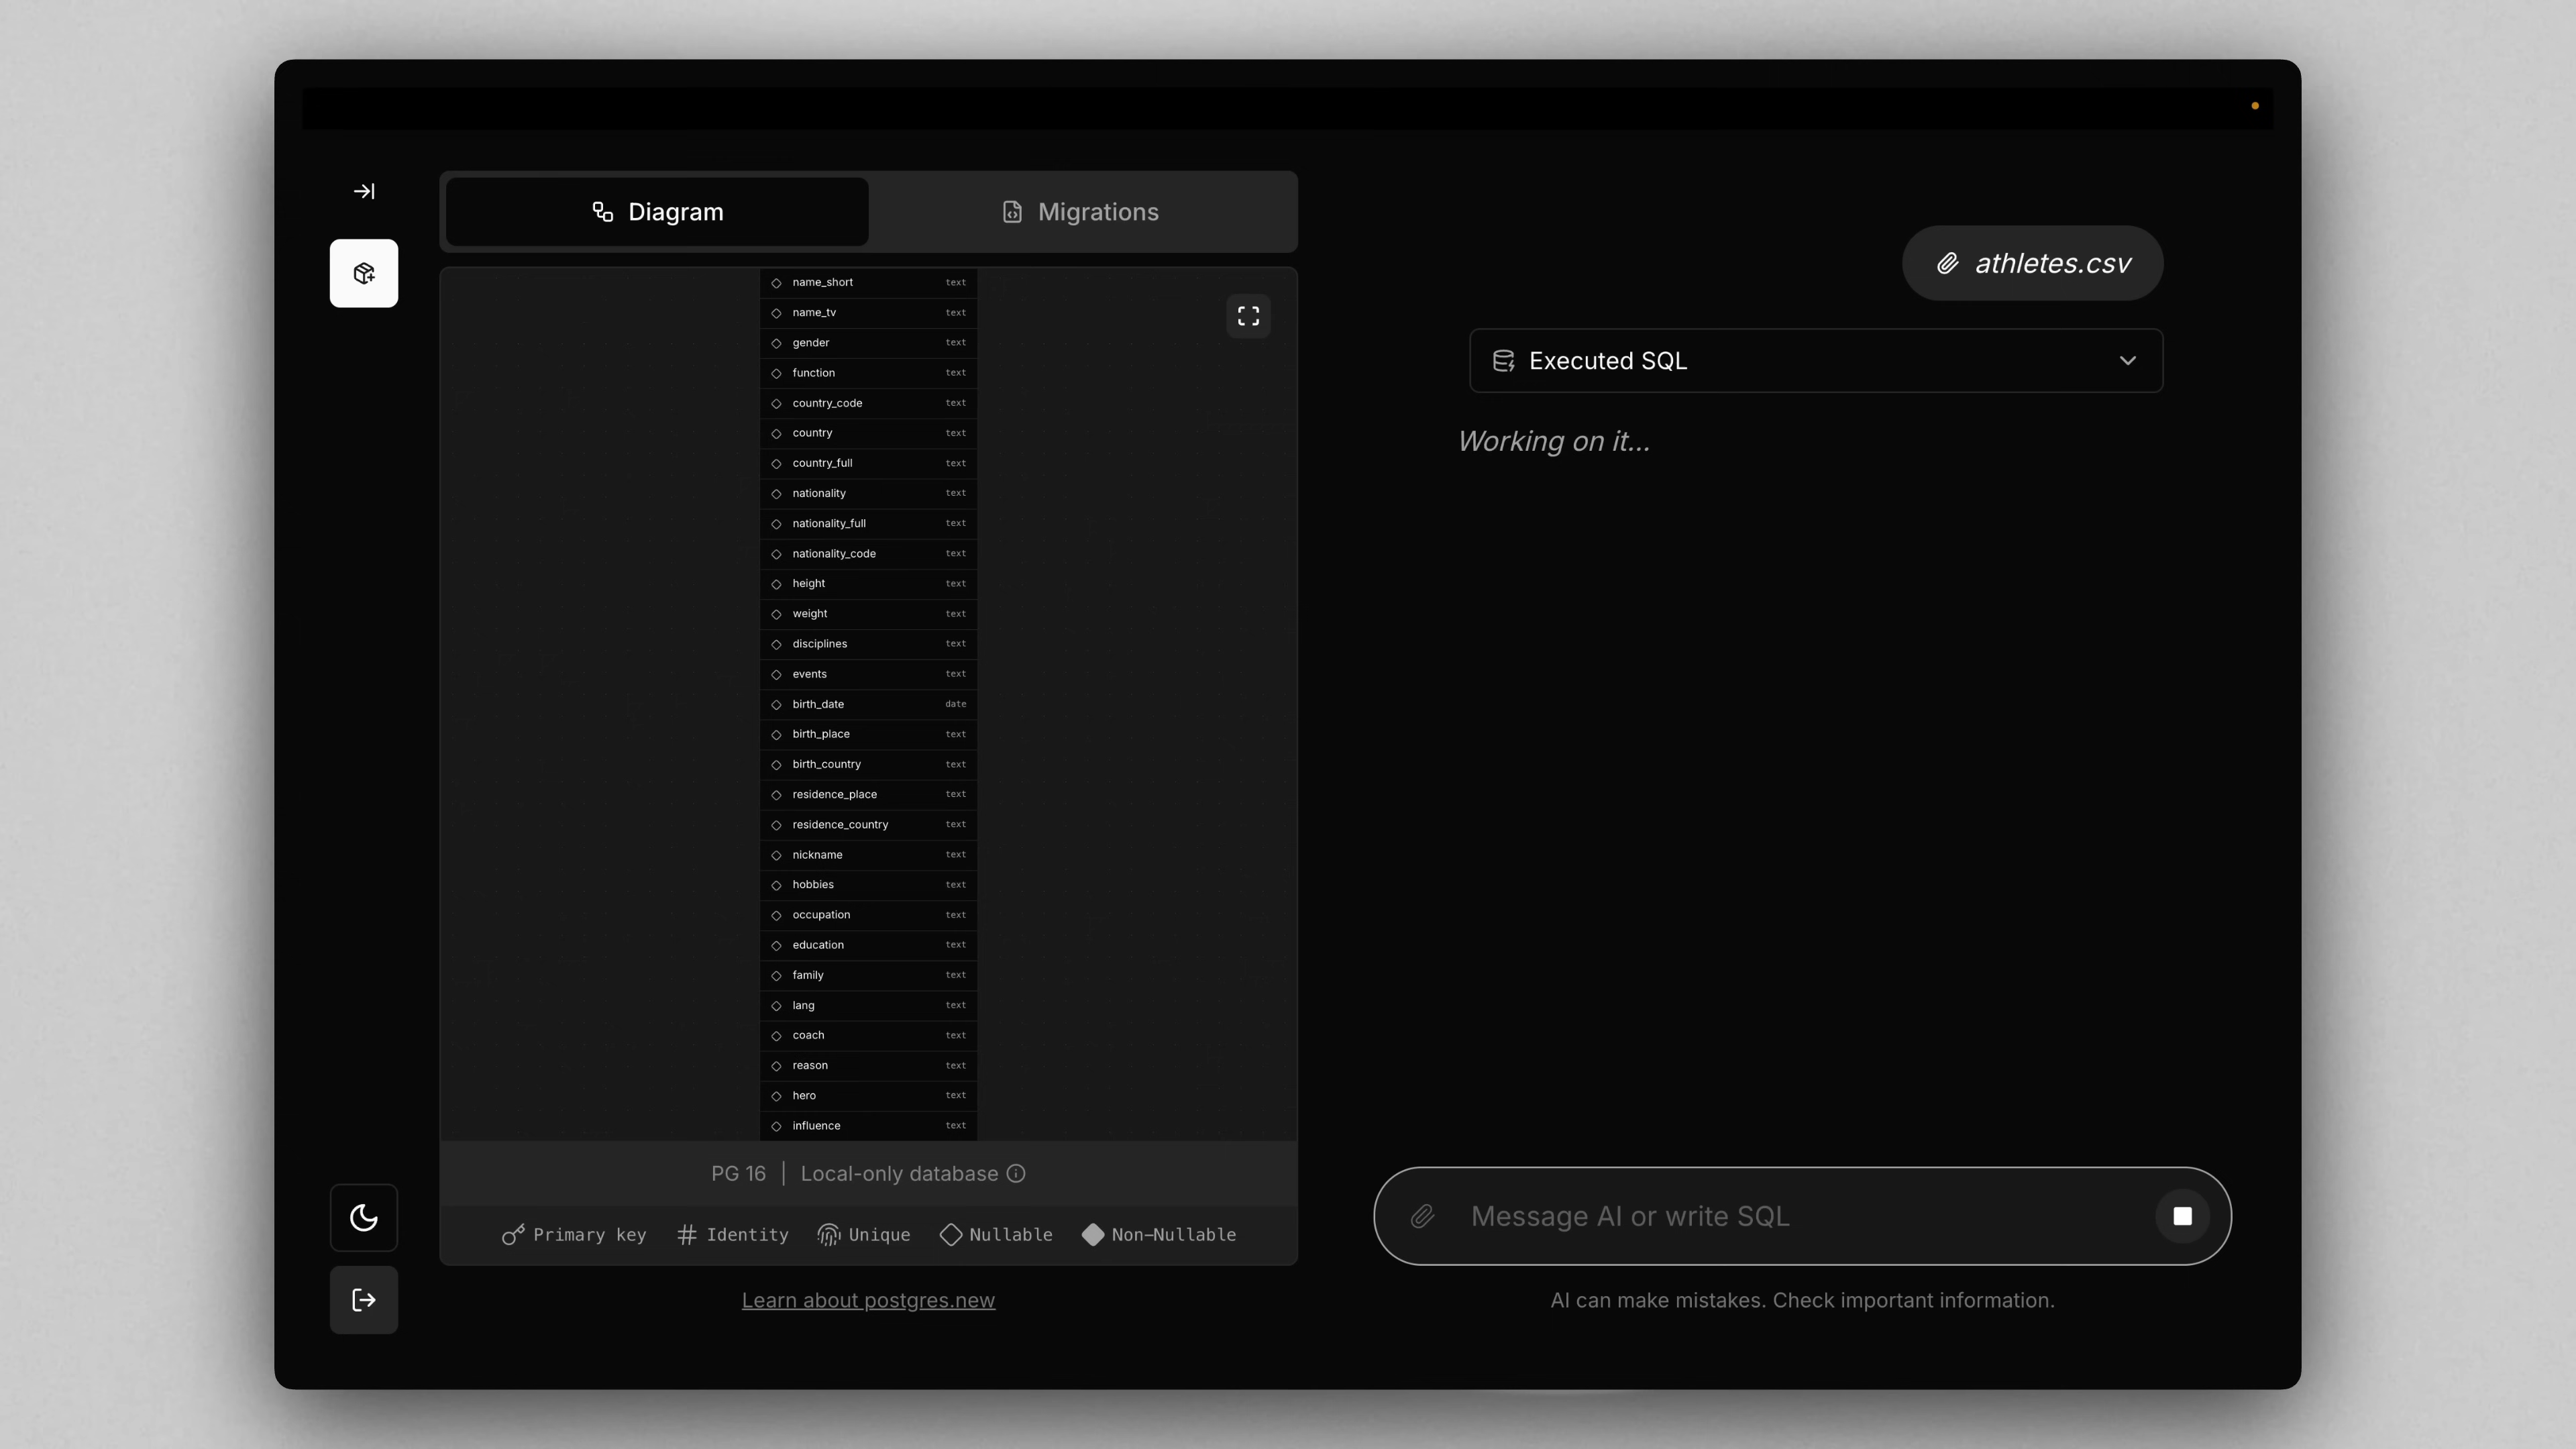 Diagram
Migrations
name_short text
name_tv text
gender text
function text
country_code text
country text
country_full text
nationality text
nationality_full text
nationality_code text
height text
weight text
disciplines text
events text
birth_date date
birth_place text
birth_country text
residence_place text
residence_country text
nickname text
hobbies text
occupation text
education text
family text
lang text
coach text
reason text
hero text
influence text
PG 16 | Local-only database
Primary key Identity Unique Nullable Non-Nullable
Learn about postgres.new
athletes.csv
Executed SQL
Working on it...
Message AI or write SQL
AI can make mistakes. Check important information.